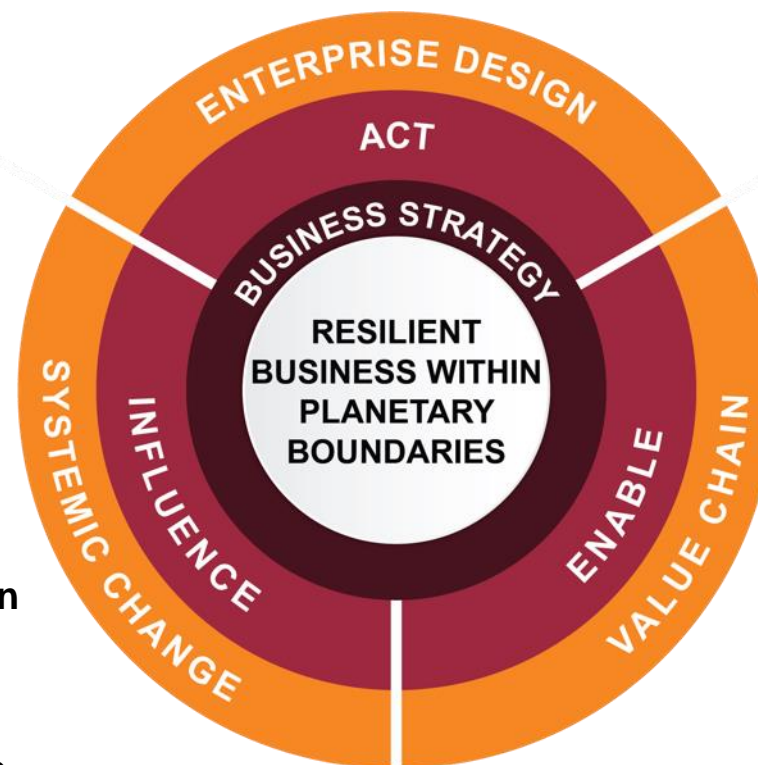 ENTERPRISE DESIGN
ACT
BUSINESS STRATEGY
RESILIENT
BUSINESS WITHIN
PLANETARY
BOUNDARIES
INFLUENCE
ENABLE
SYSTEMIC CHANGE
VALUE CHAIN
n